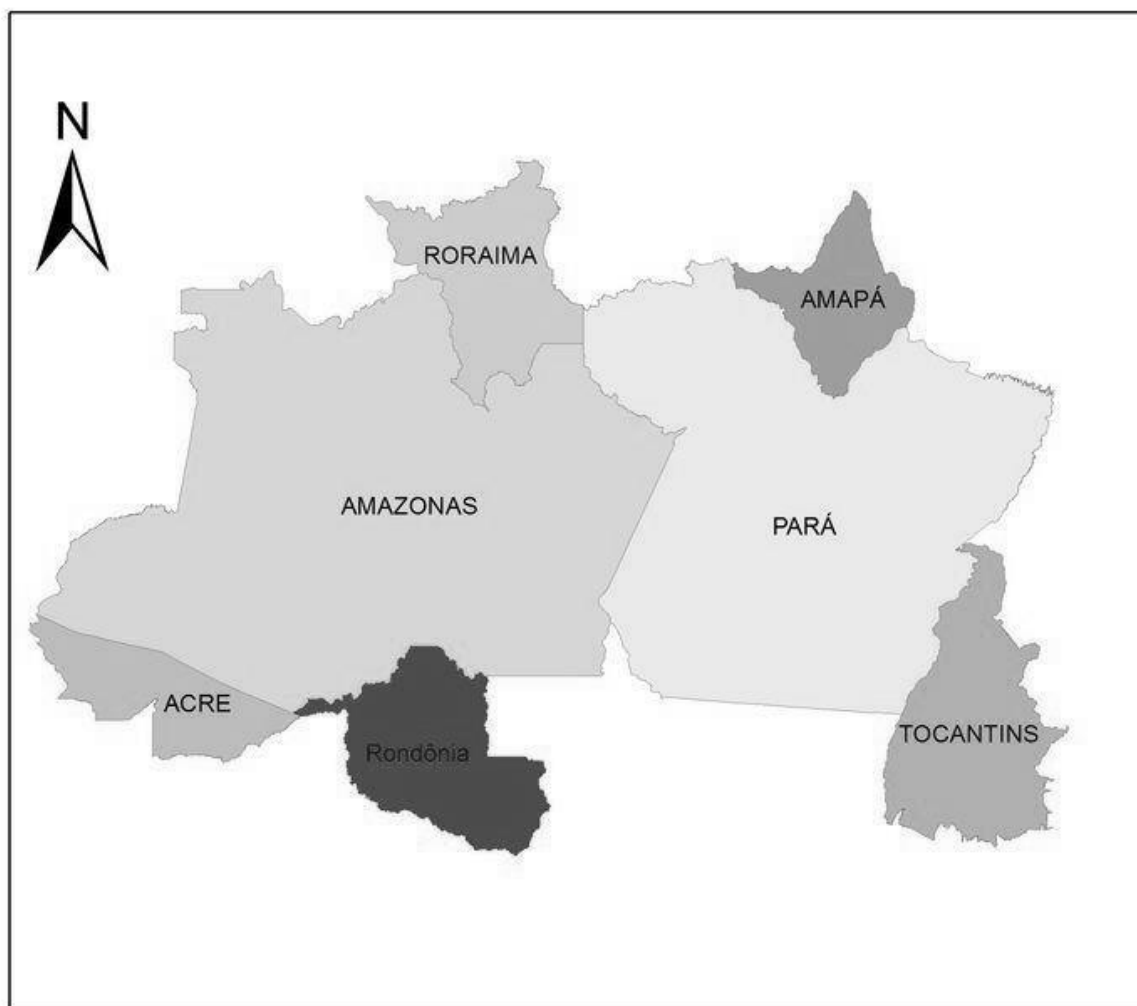 N
RORAIMA
AMAPÁ
AMAZONAS
PARÁ
ACRE
TOCANTINS
Rondônia